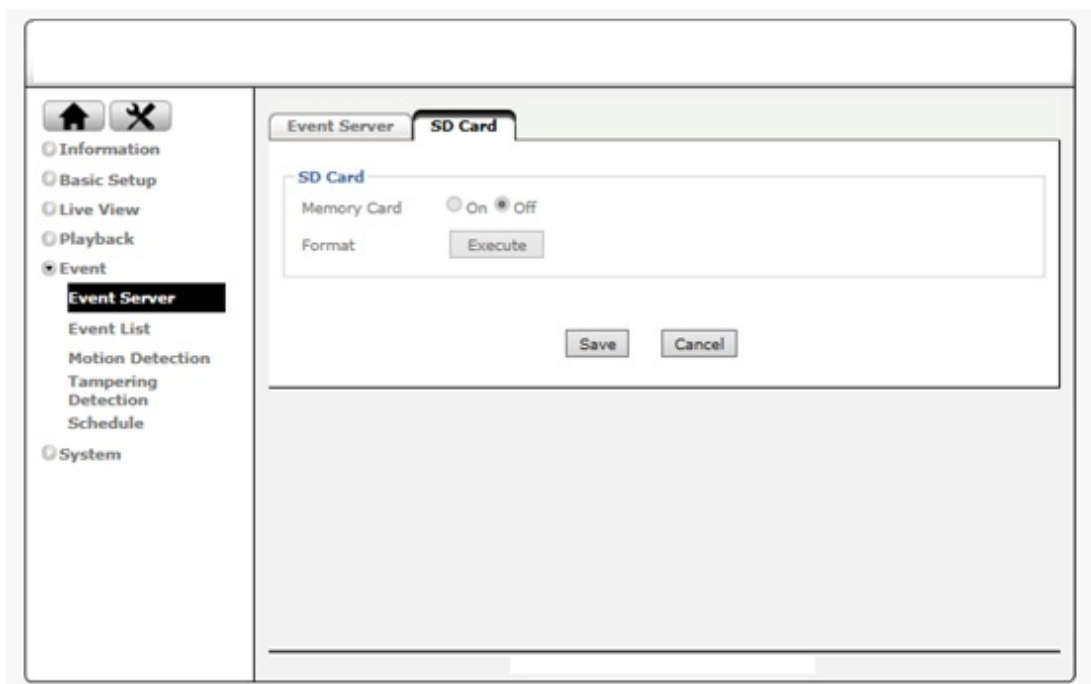 Information
Basic Setup
Live View
Playback
Event
Event Server
Event List
Motion Detection
Tampering
Detection
Schedule
System
Event Server SD Card
SD Card
Memory Card On Off
Format Execute
Save Cancel